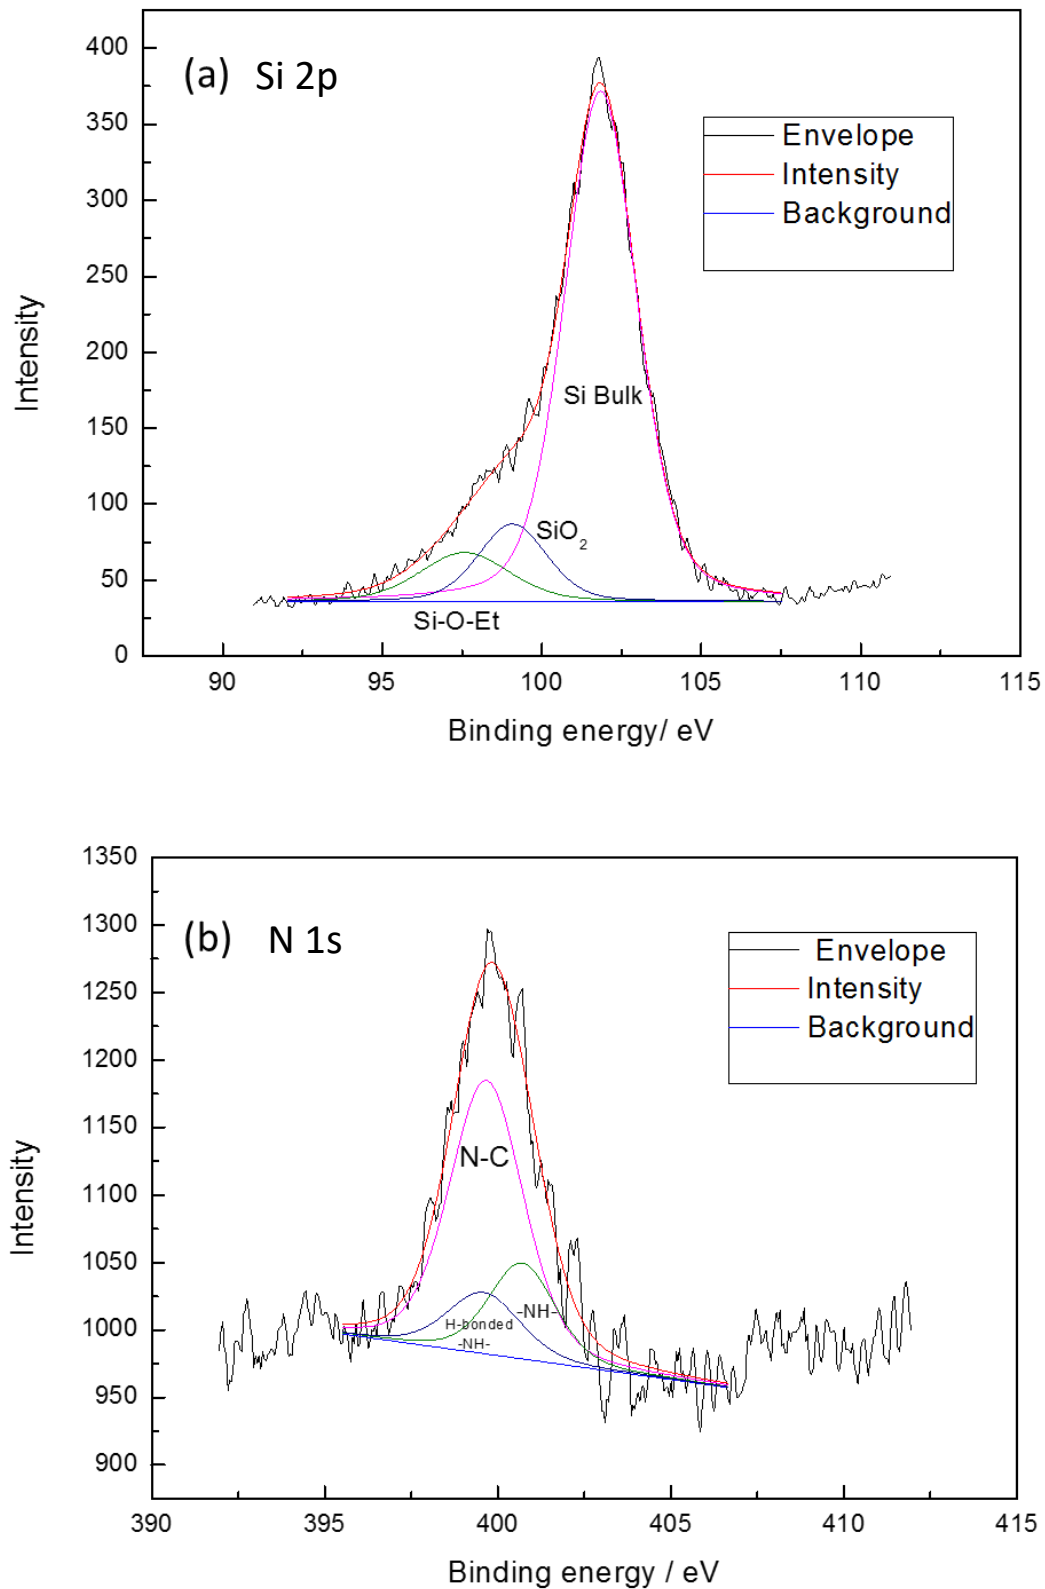 (a) Si 2p
400
350
300
250
200
150
100
50
0
Intensity
Envelope
Intensity
Background
Si Bulk
SiO2
Si-O-Et
90 95 100 105 110 115
Binding energy/ eV
1350
1300
1250
1200
1150
1100
1050
1000
950
900
Intensity
(b) N 1s
Envelope
Intensity
Background
N-C
-NH-
H-bonded
-NH-
390 395 400 405 410 415
Binding energy / eV